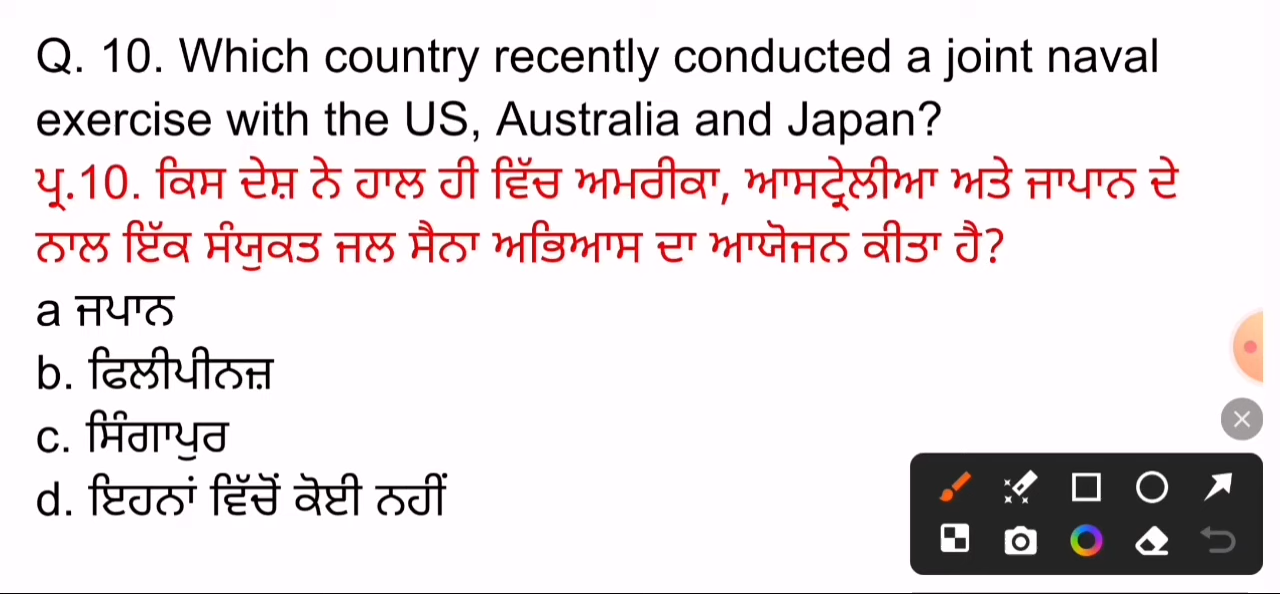 Q. 10. Which country recently conducted a joint naval
exercise with the US, Australia and Japan?
ਪ੍ਰ.10. ਕਿਸ ਦੇਸ਼ ਨੇ ਹਾਲ ਹੀ ਵਿੱਚ ਅਮਰੀਕਾ, ਆਸਟ੍ਰੇਲੀਆ ਅਤੇ ਜਾਪਾਨ ਦੇ
ਨਾਲ ਇੱਕ ਸੰਯੁਕਤ ਜਲ ਸੈਨਾ ਅਭਿਆਸ ਦਾ ਆਯੋਜਨ ਕੀਤਾ ਹੈ?
a ਜਪਾਨ
b. ਫਿਲੀਪੀਨਜ਼
c. ਸਿੰਗਾਪੁਰ
d. ਇਹਨਾਂ ਵਿੱਚੋਂ ਕੋਈ ਨਹੀਂ